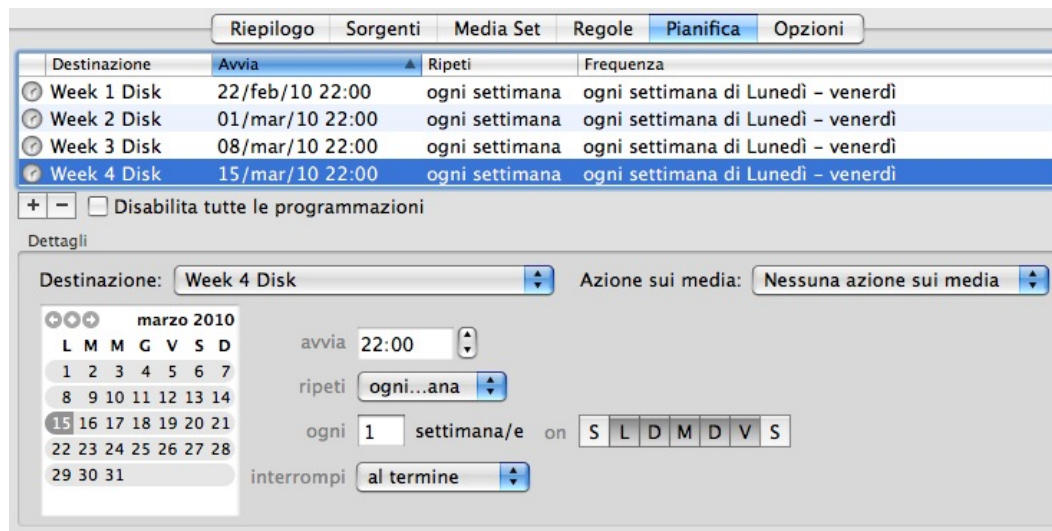 Riepilogo Sorgenti Media Set Regole Pianifica Opzioni
Destinazione Avvia Ripeti Frequenza
Week 1 Disk 22/feb/10 22:00 ogni settimana ogni settimana di Lunedì – venerdì
Week 2 Disk 01/mar/10 22:00 ogni settimana ogni settimana di Lunedì – venerdì
Week 3 Disk 08/mar/10 22:00 ogni settimana ogni settimana di Lunedì – venerdì
Week 4 Disk 15/mar/10 22:00 ogni settimana ogni settimana di Lunedì – venerdì
+ − Disabilita tutte le programmazioni
Dettagli
Destinazione: Week 4 Disk Azione sui media: Nessuna azione sui media
marzo 2010
L M M G V S D
1 2 3 4 5 6 7
8 9 10 11 12 13 14
15 16 17 18 19 20 21
22 23 24 25 26 27 28
29 30 31
avvia 22:00
ripeti ogni...ana
ogni 1 settimana/e on S L D M D V S
interrompi al termine